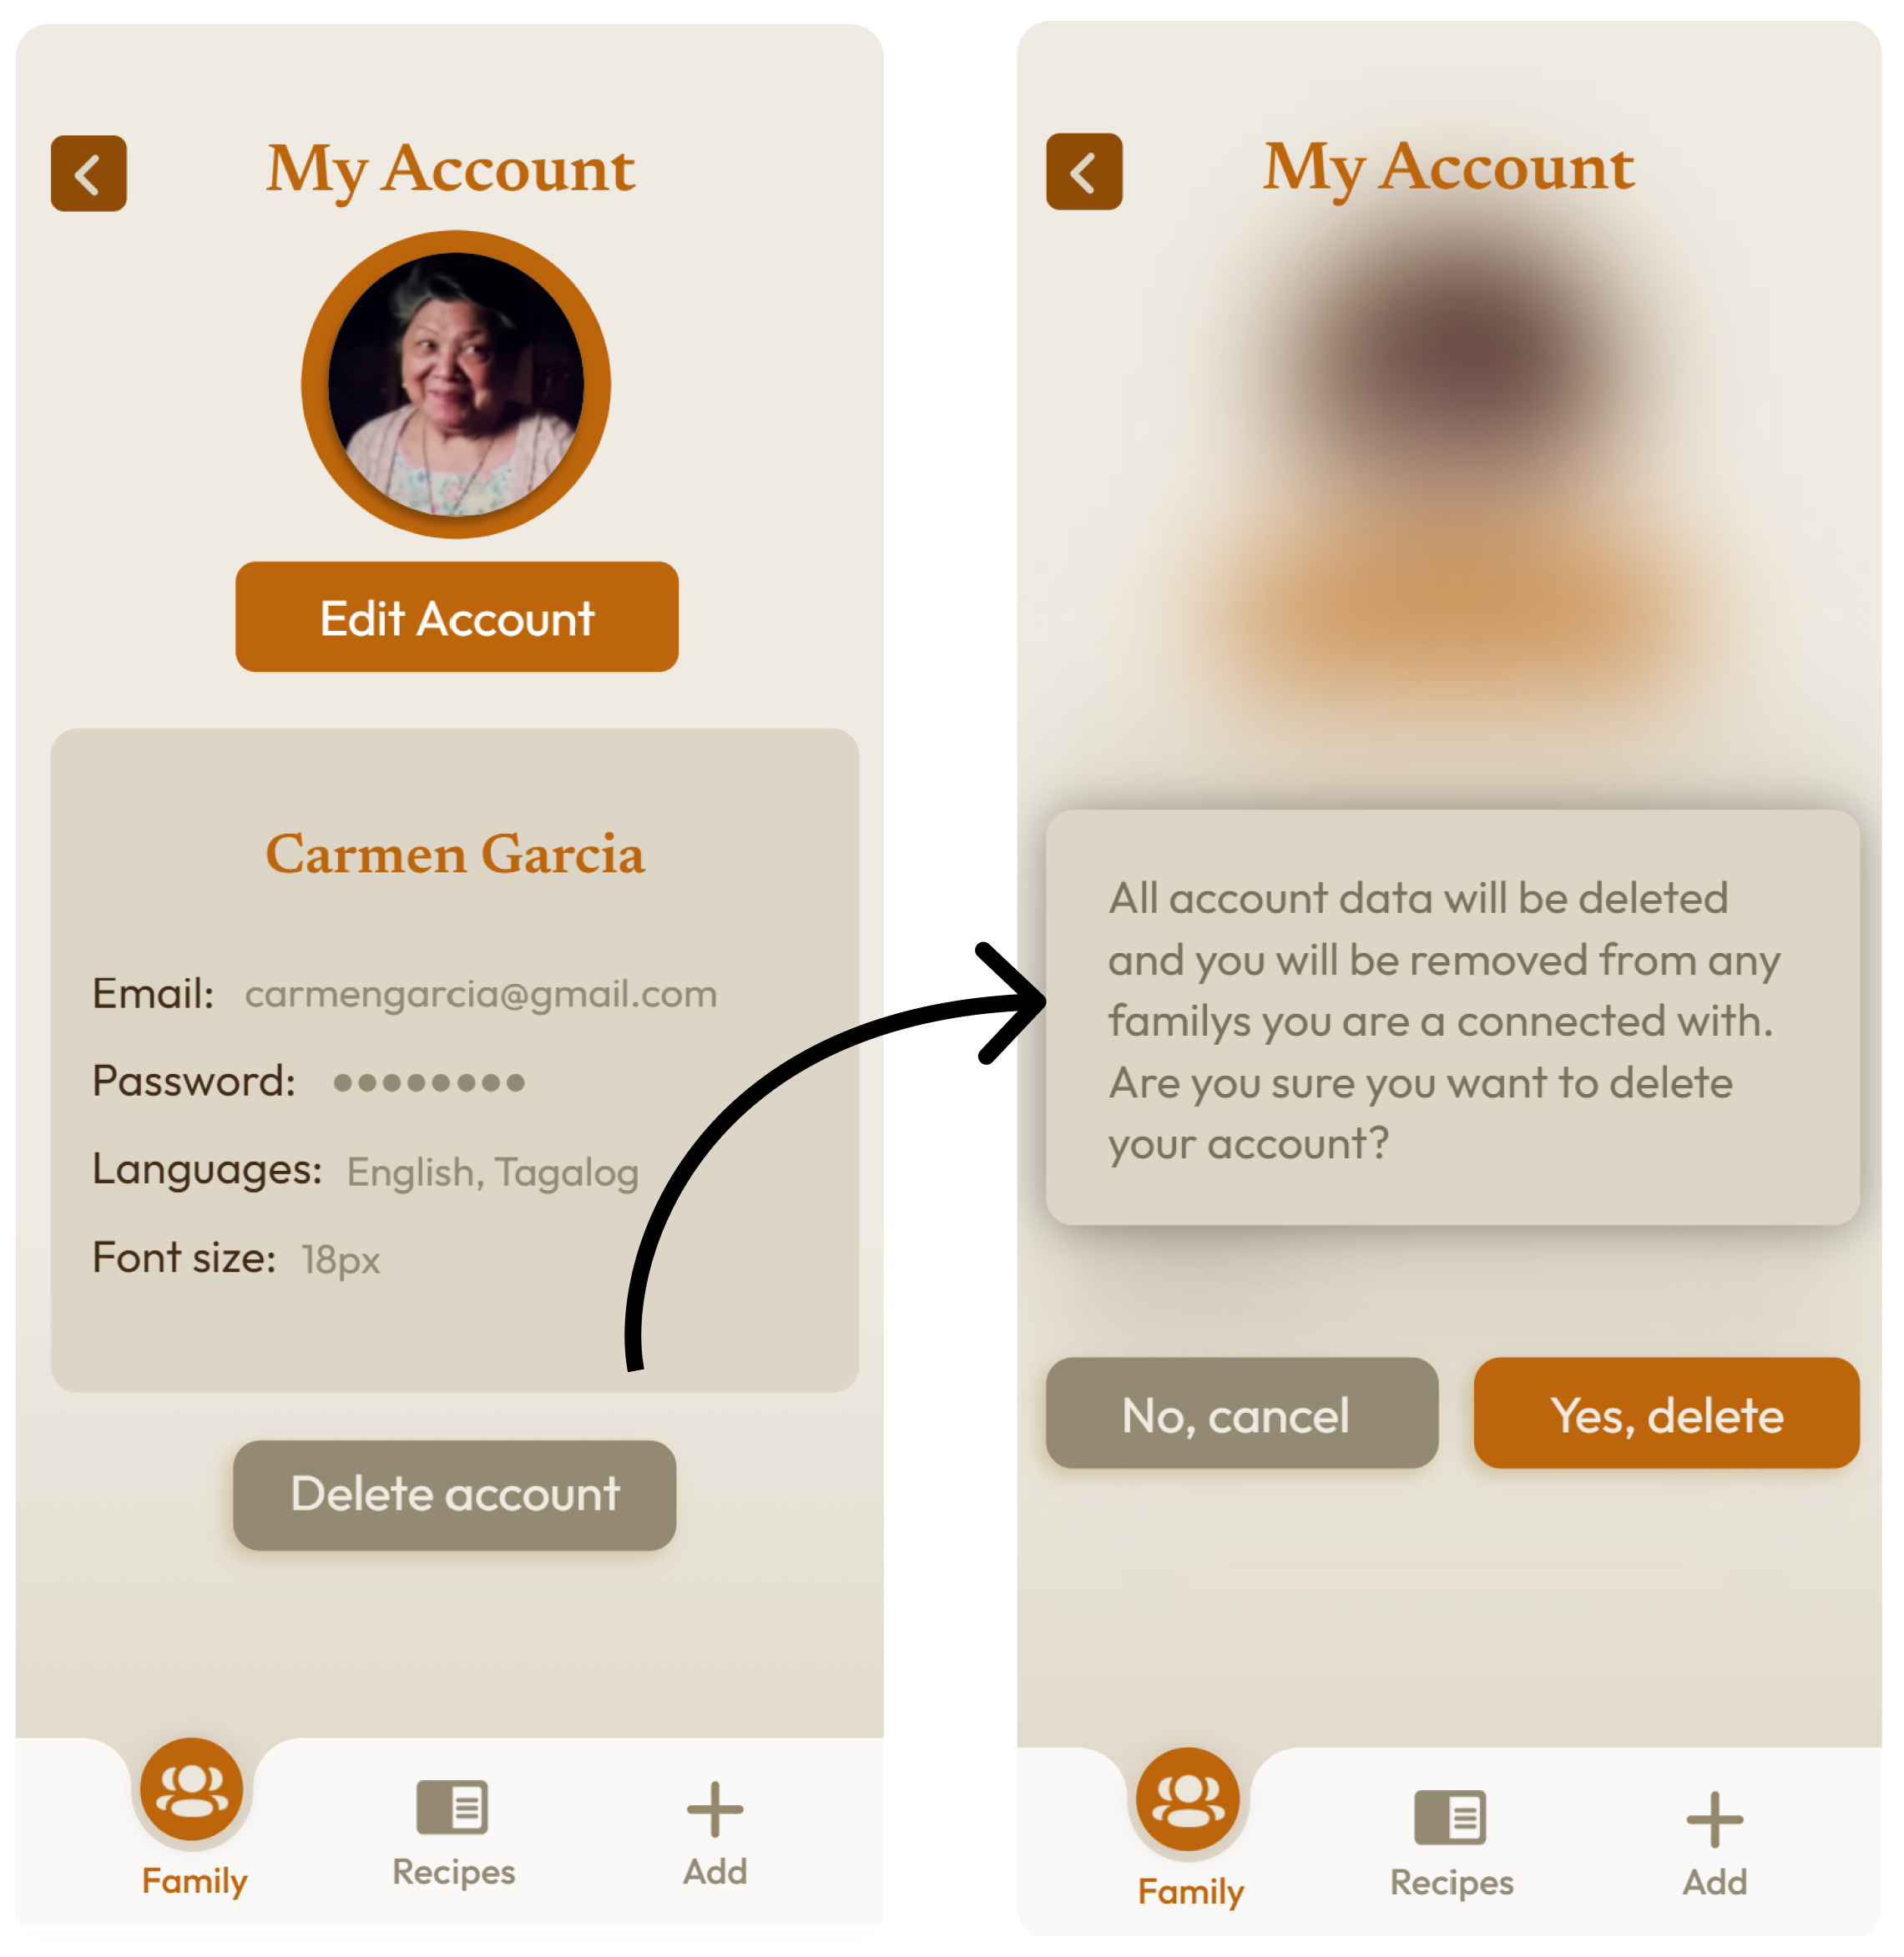 My Account
Edit Account
Carmen Garcia
Email: carmengarcia@gmail.com
Password: ●●●●●●●●
Languages: English, Tagalog
Font size: 18px
Delete account
Family
Recipes
Add
My Account
All account data will be deleted
and you will be removed from any
familys you are a connected with.
Are you sure you want to delete
your account?
No, cancel
Yes, delete
Family
Recipes
Add